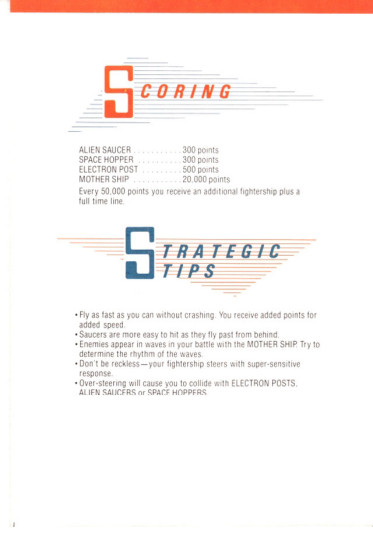 SCORING
ALIEN SAUCER . . . . . . . . . . 300 points
SPACE HOPPER . . . . . . . . . 300 points
ELECTRON POST . . . . . . . . 500 points
MOTHER SHIP . . . . . . . . . . 20,000 points
Every 50,000 points you receive an additional fightership plus a
full time line.
STRATEGIC
TIPS
• Fly as fast as you can without crashing. You receive added points for
added speed.
• Saucers are more easy to hit as they fly past from behind.
• Enemies appear in waves in your battle with the MOTHER SHIP. Try to
determine the rhythm of the waves.
• Don't be reckless—your fightership steers with super-sensitive
response.
• Over-steering will cause you to collide with ELECTRON POSTS,
ALIEN SAUCERS or SPACE HOPPERS.